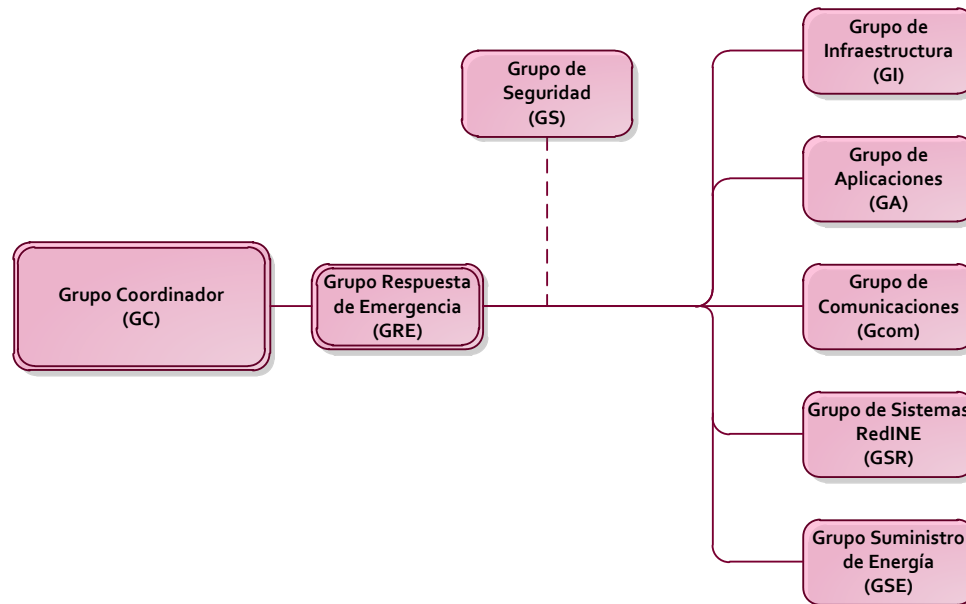 Grupo de
Infraestructura
(GI)
Grupo de
Seguridad
(GS)
Grupo de
Aplicaciones
(GA)
Grupo Coordinador
(GC)
Grupo Respuesta
de Emergencia
(GRE)
Grupo de
Comunicaciones
(Gcom)
Grupo de Sistemas
RedINE
(GSR)
Grupo Suministro
de Energía
(GSE)